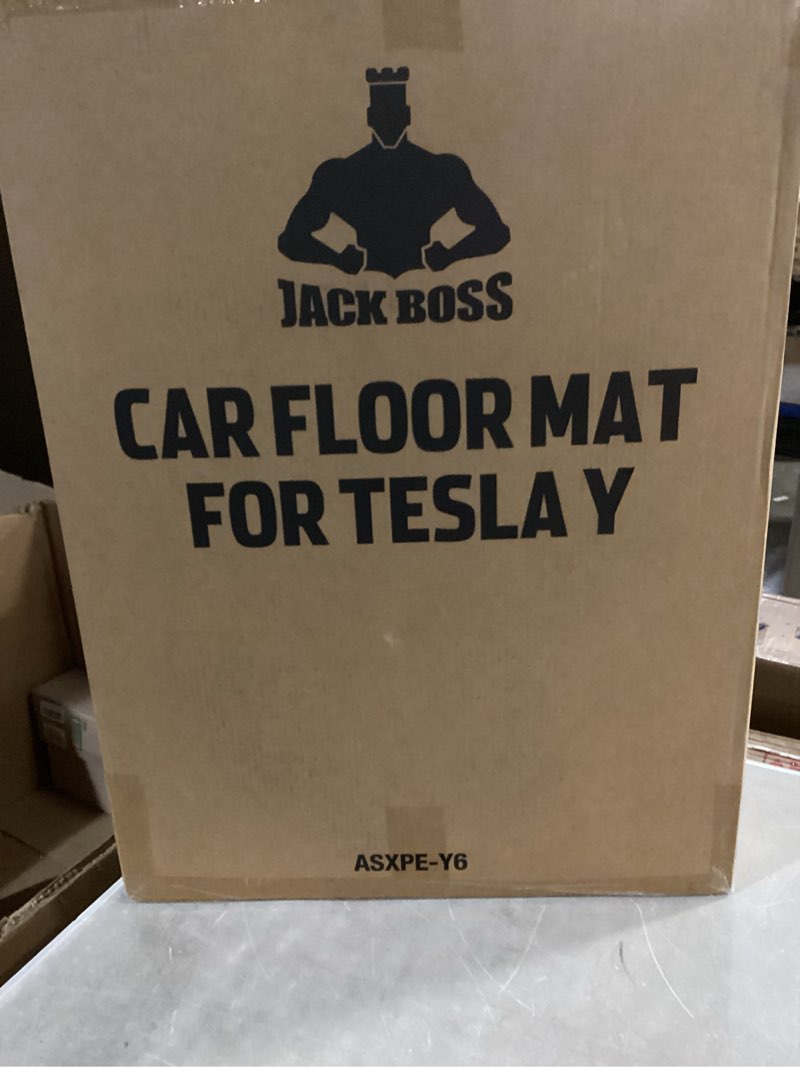 JACK BOSS
CAR FLOOR MAT
FOR TESLA Y
ASXPE-Y6